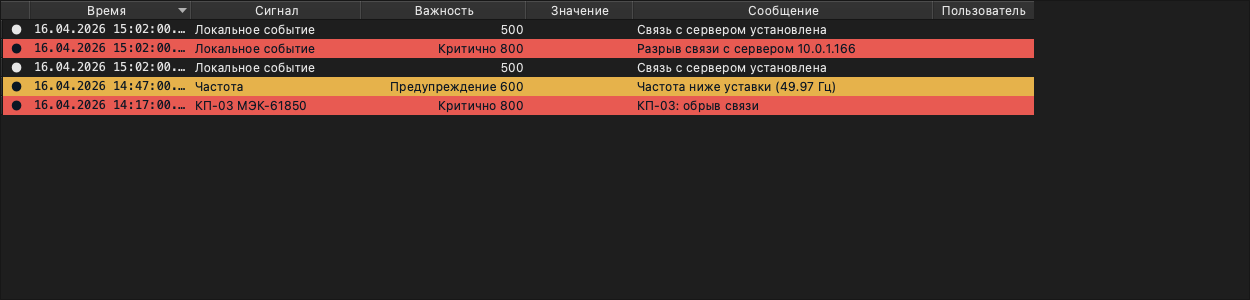 Время Сигнал Важность Значение Сообщение Пользователь
16.04.2026 15:02:00.… Локальное событие 500 Связь с сервером установлена
16.04.2026 15:02:00.… Локальное событие Критично 800 Разрыв связи с сервером 10.0.1.166
16.04.2026 15:02:00.… Локальное событие 500 Связь с сервером установлена
16.04.2026 14:47:00.… Частота Предупреждение 600 Частота ниже уставки (49.97 Гц)
16.04.2026 14:17:00.… КП-03 МЭК-61850 Критично 800 КП-03: обрыв связи